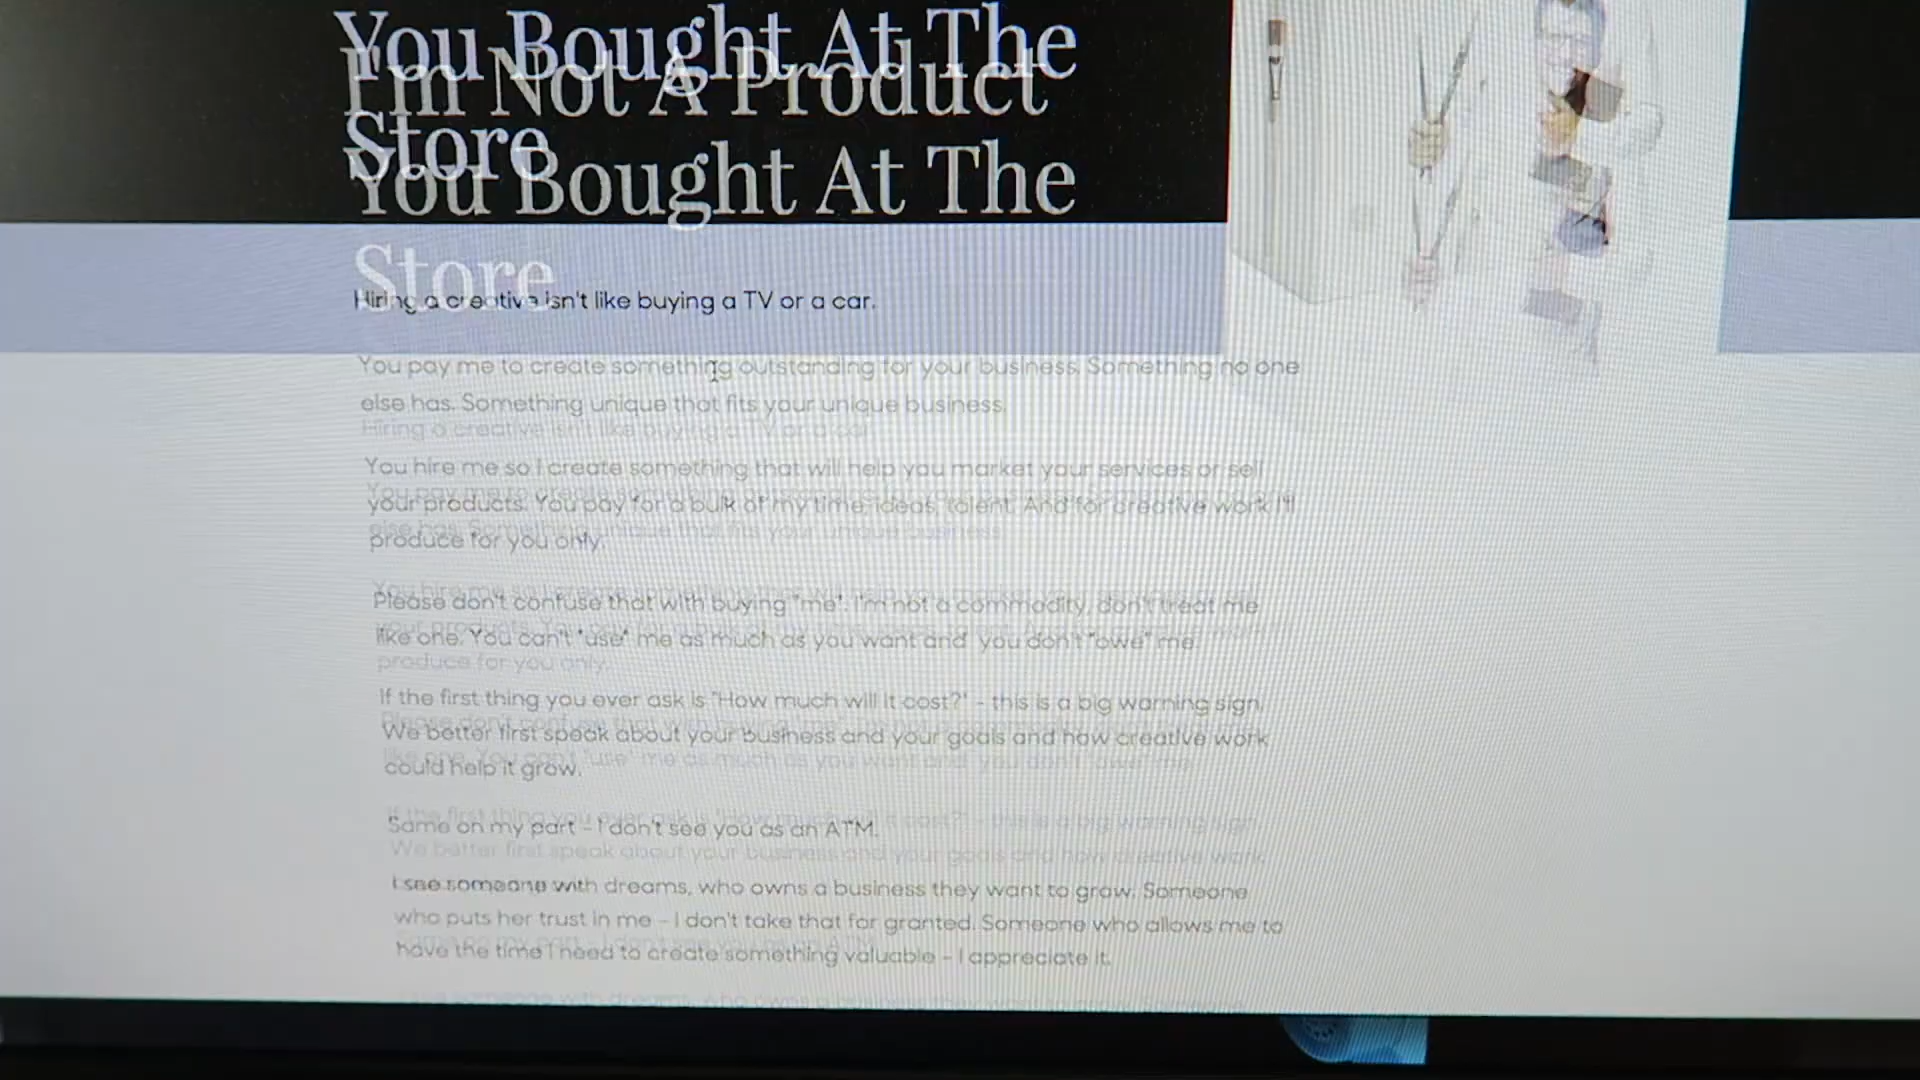 I'm Not A Product
You Bought At The
Store
Hiring a creative isn't like buying a TV or a car.
You pay me to create something outstanding for your business. Something no one
else has. Something unique that fits your unique business.
You hire me so I create something that will help you market your services or sell
your products. You pay for a bulk of my time, ideas, talent. And for creative work I'll
produce for you only.
Please don't confuse that with buying "me". I'm not a commodity, don't treat me
like one. You can't "use" me as much as you want and you don't "owe" me.
If the first thing you ever ask is "How much will it cost?" - this is a big warning sign.
We better first speak about your business and your goals and how creative work
could help it grow.
Same on my part - I don't see you as an ATM.
I see someone with dreams, who owns a business they want to grow. Someone
who puts her trust in me - I don't take that for granted. Someone who allows me to
have the time I need to create something valuable - I appreciate it.